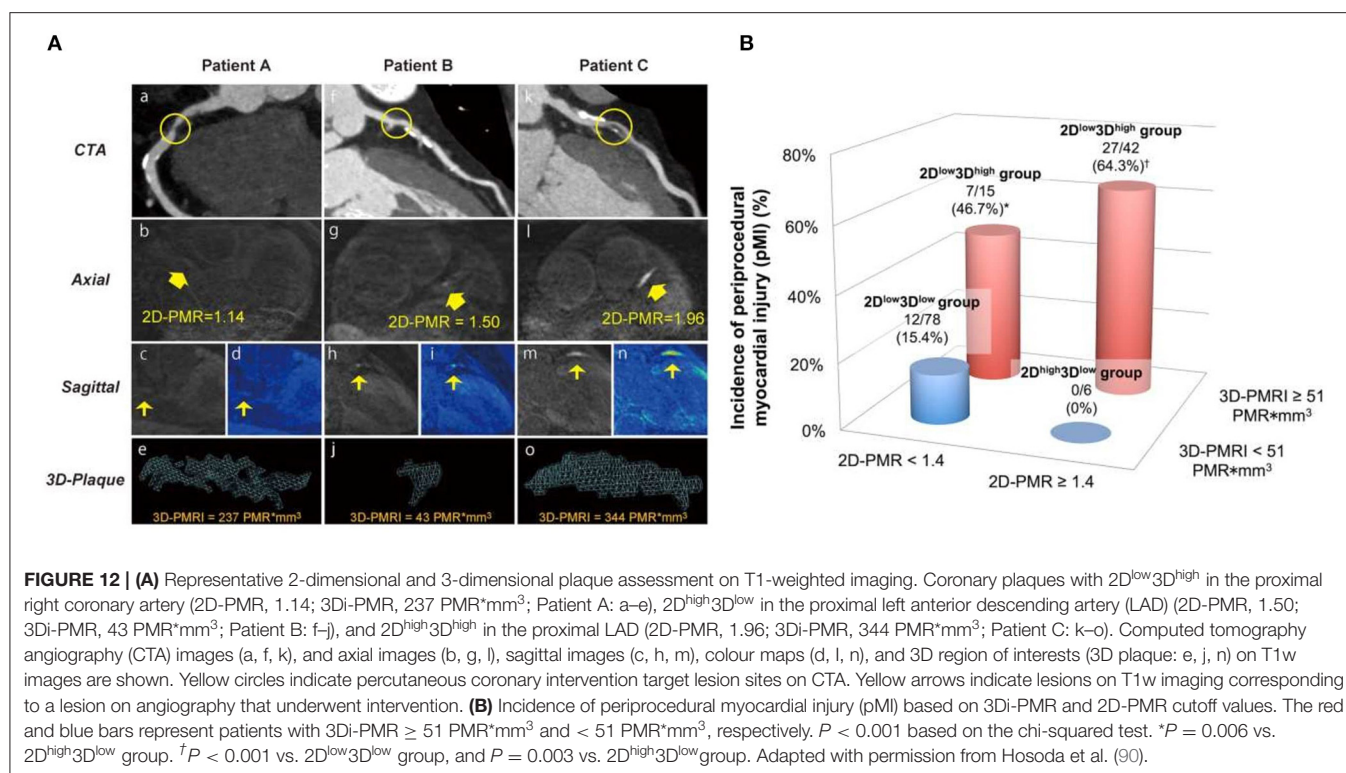 A
Patient A
Patient B
Patient C
CTA
a
f
k
Axial
b
g
l
2D-PMR=1.14
2D-PMR = 1.50
2D-PMR=1.96
Sagittal
c
d
h
i
m
n
3D-Plaque
e
j
o
3D-PMRI = 237 PMR*mm³
3D-PMRI = 43 PMR*mm³
3D-PMRI = 344 PMR*mm³
B
Incidence of periprocedural
myocardial injury (pMI) (%)
80%
60%
40%
20%
0%
2Dlow3Dhigh group
27/42
(64.3%)†
2Dlow3Dhigh group
7/15
(46.7%)*
2Dlow3Dlow group
12/78
(15.4%)
2Dhigh3Dlow group
0/6
(0%)
2D-PMR < 1.4
2D-PMR ≥ 1.4
3D-PMRI ≥ 51
PMR*mm³
3D-PMRI < 51
PMR*mm³
FIGURE 12 | (A) Representative 2-dimensional and 3-dimensional plaque assessment on T1-weighted imaging. Coronary plaques with 2Dlow3Dhigh in the proximal
right coronary artery (2D-PMR, 1.14; 3Di-PMR, 237 PMR*mm³; Patient A: a–e), 2Dhigh3Dlow in the proximal left anterior descending artery (LAD) (2D-PMR, 1.50;
3Di-PMR, 43 PMR*mm³; Patient B: f–j), and 2Dhigh3Dhigh in the proximal LAD (2D-PMR, 1.96; 3Di-PMR, 344 PMR*mm³; Patient C: k–o). Computed tomography
angiography (CTA) images (a, f, k), and axial images (b, g, l), sagittal images (c, h, m), colour maps (d, I, n), and 3D region of interests (3D plaque: e, j, n) on T1w
images are shown. Yellow circles indicate percutaneous coronary intervention target lesion sites on CTA. Yellow arrows indicate lesions on T1w imaging corresponding
to a lesion on angiography that underwent intervention. (B) Incidence of periprocedural myocardial injury (pMI) based on 3Di-PMR and 2D-PMR cutoff values. The red
and blue bars represent patients with 3Di-PMR ≥ 51 PMR*mm³ and < 51 PMR*mm³, respectively. P < 0.001 based on the chi-squared test. *P = 0.006 vs.
2Dhigh3Dlow group. †P < 0.001 vs. 2Dlow3Dlow group, and P = 0.003 vs. 2Dhigh3Dlowgroup. Adapted with permission from Hosoda et al. (90).